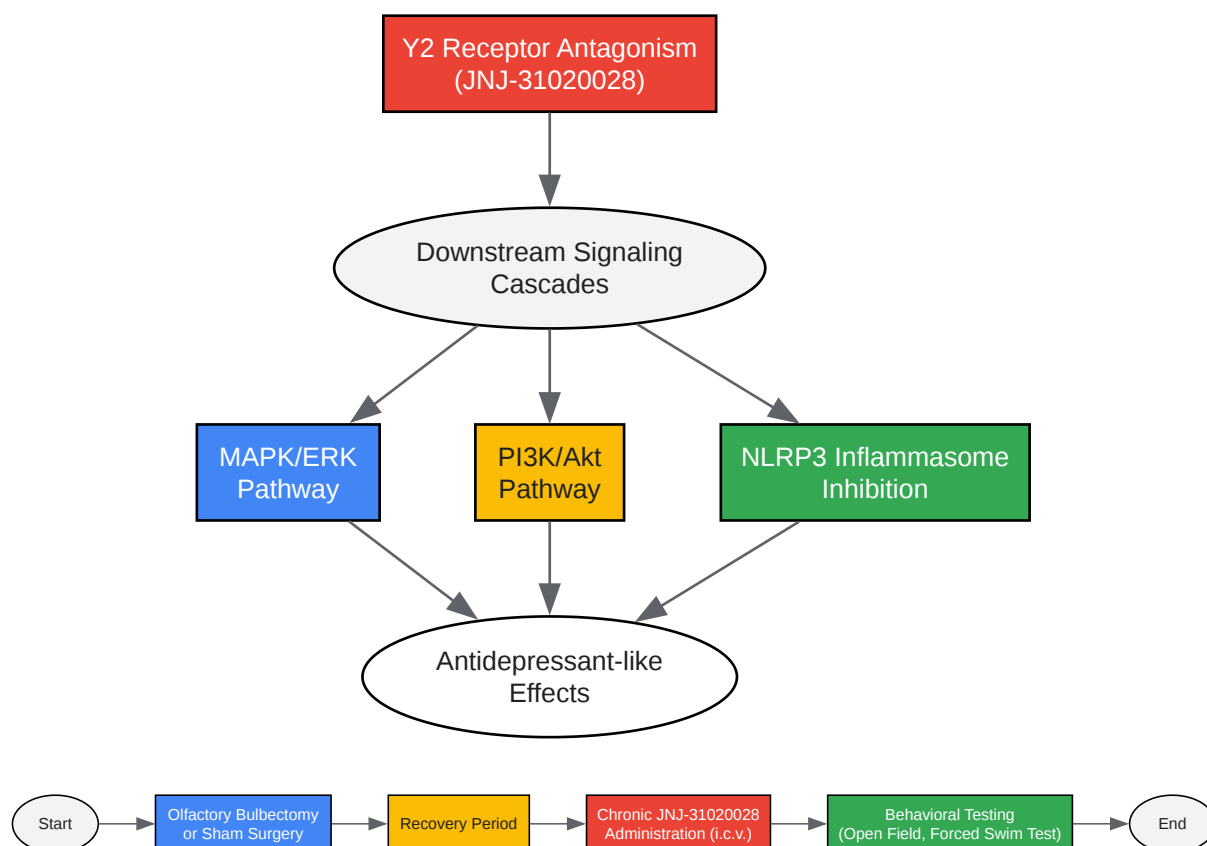 Y2 Receptor Antagonism
(JNJ-31020028)
Downstream Signaling
Cascades
MAPK/ERK
Pathway
PI3K/Akt
Pathway
NLRP3 Inflammasome
Inhibition
Antidepressant-like
Effects
Start
Olfactory Bulbectomy
or Sham Surgery
Recovery Period
Chronic JNJ-31020028
Administration (i.c.v.)
Behavioral Testing
(Open Field, Forced Swim Test)
End